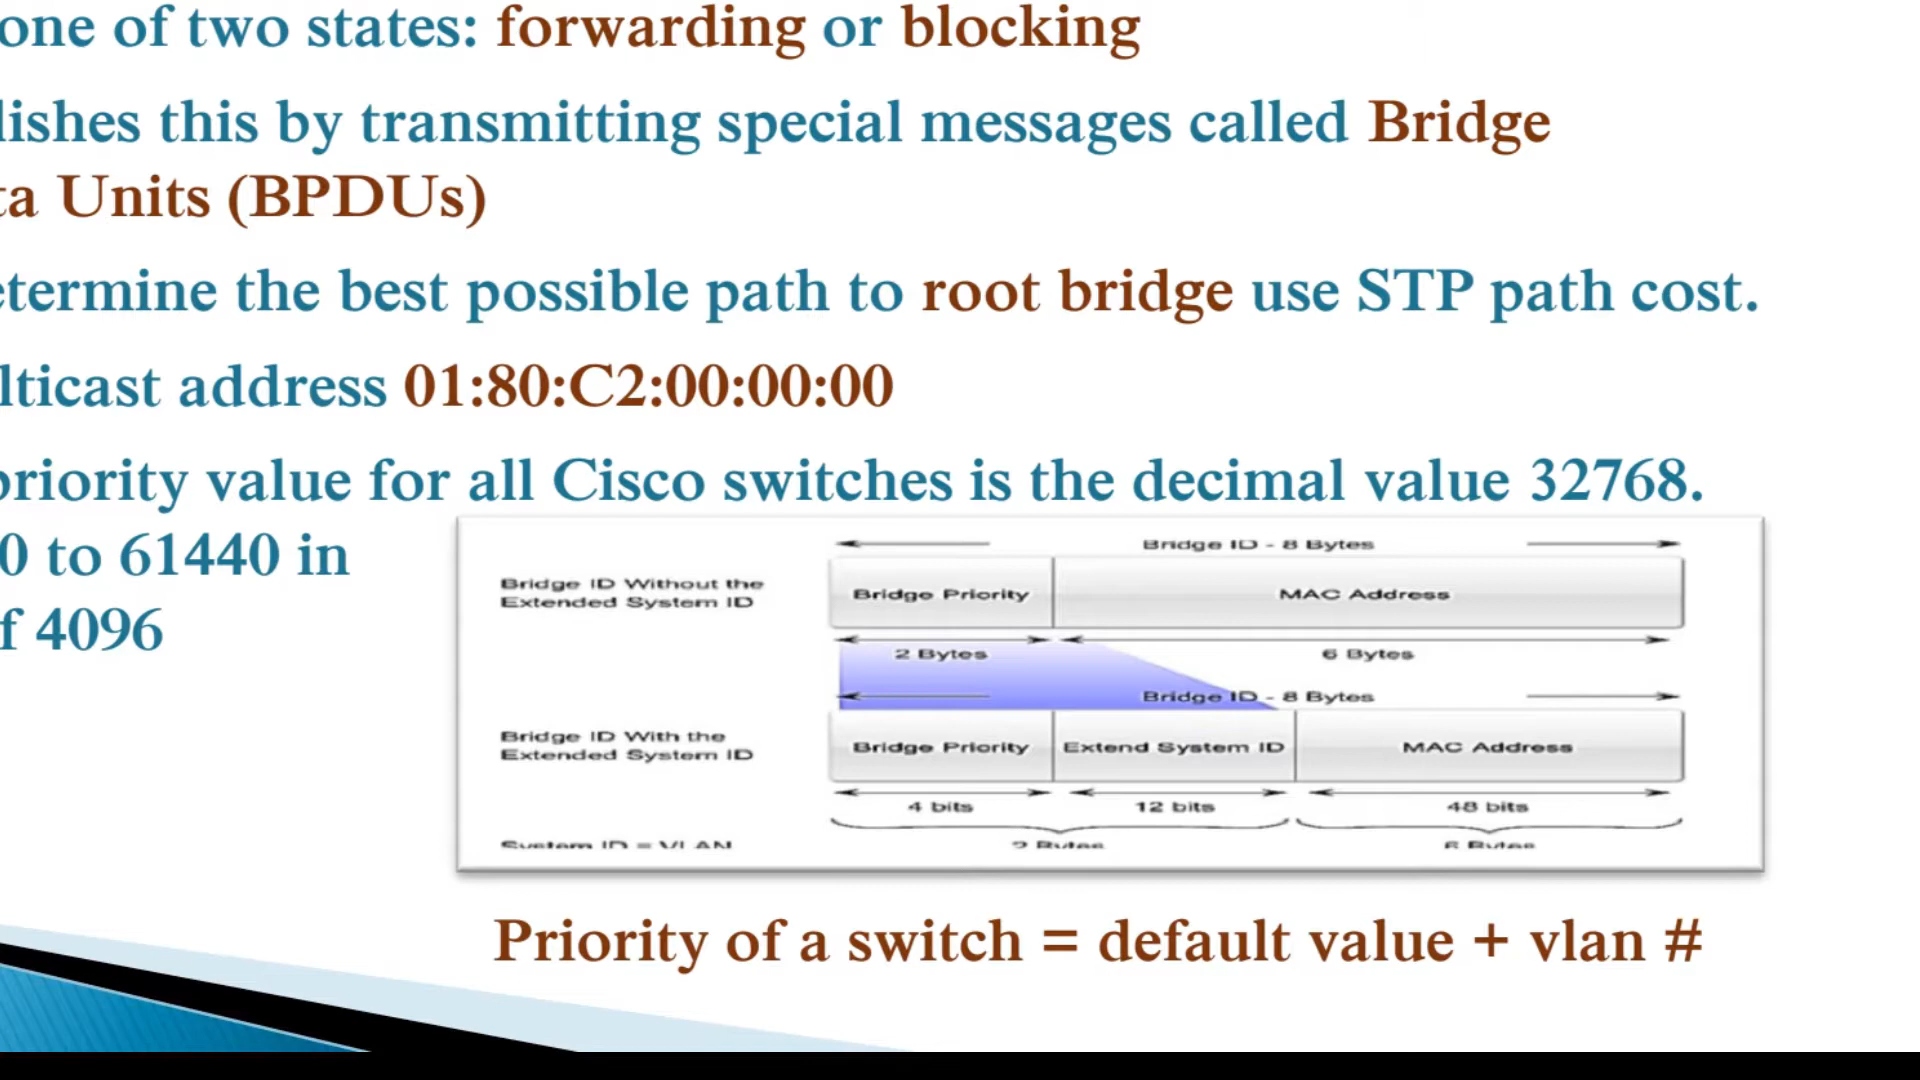 one of two states: forwarding or blocking
lishes this by transmitting special messages called Bridge
ta Units (BPDUs)
etermine the best possible path to root bridge use STP path cost.
lticast address 01:80:C2:00:00:00
priority value for all Cisco switches is the decimal value 32768.
0 to 61440 in
f 4096
Bridge ID - 8 Bytes
Bridge ID Without the
Extended System ID
Bridge Priority MAC Address
2 Bytes 6 Bytes
Bridge ID - 8 Bytes
Bridge ID With the
Extended System ID
Bridge Priority Extend System ID MAC Address
4 bits 12 bits 48 bits
System ID = VLAN 2 Bytes 6 Bytes
Priority of a switch = default value + vlan #